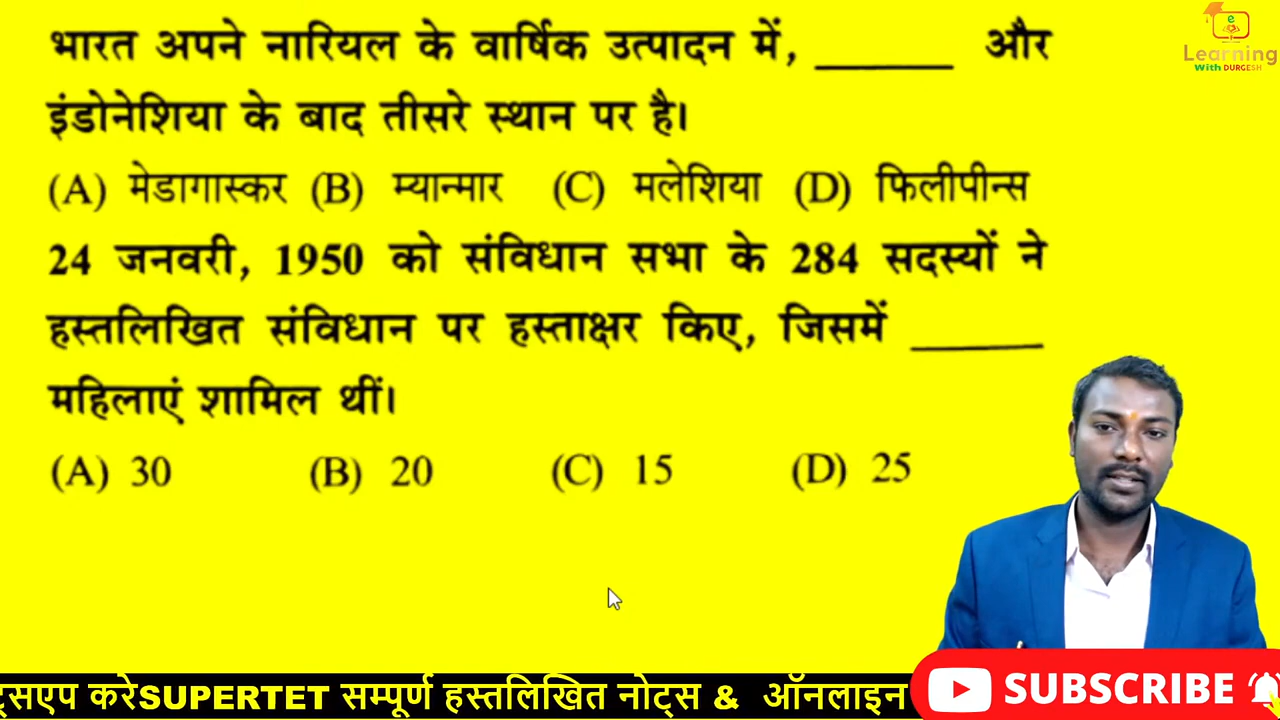 भारत अपने नारियल के वार्षिक उत्पादन में, ______ और
इंडोनेशिया के बाद तीसरे स्थान पर है।
(A) मेडागास्कर (B) म्यान्मार (C) मलेशिया (D) फिलीपीन्स
24 जनवरी, 1950 को संविधान सभा के 284 सदस्यों ने
हस्तलिखित संविधान पर हस्ताक्षर किए, जिसमें ______
महिलाएं शामिल थीं।
(A) 30 (B) 20 (C) 15 (D) 25
e
Learning
With DURGESH
ट्सएप करेSUPERTET सम्पूर्ण हस्तलिखित नोट्स & ऑनलाइन
SUBSCRIBE